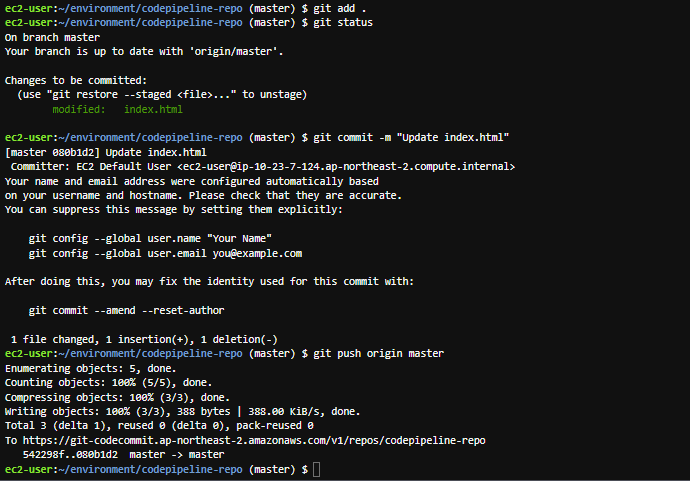 ec2-user:~/environment/codepipeline-repo (master) $ git add .
ec2-user:~/environment/codepipeline-repo (master) $ git status
On branch master
Your branch is up to date with 'origin/master'.

Changes to be committed:
  (use "git restore --staged <file>..." to unstage)
        modified:   index.html

ec2-user:~/environment/codepipeline-repo (master) $ git commit -m "Update index.html"
[master 080b1d2] Update index.html
 Committer: EC2 Default User <ec2-user@ip-10-23-7-124.ap-northeast-2.compute.internal>
Your name and email address were configured automatically based
on your username and hostname. Please check that they are accurate.
You can suppress this message by setting them explicitly:

    git config --global user.name "Your Name"
    git config --global user.email you@example.com

After doing this, you may fix the identity used for this commit with:

    git commit --amend --reset-author

 1 file changed, 1 insertion(+), 1 deletion(-)
ec2-user:~/environment/codepipeline-repo (master) $ git push origin master
Enumerating objects: 5, done.
Counting objects: 100% (5/5), done.
Compressing objects: 100% (3/3), done.
Writing objects: 100% (3/3), 388 bytes | 388.00 KiB/s, done.
Total 3 (delta 1), reused 0 (delta 0), pack-reused 0
To https://git-codecommit.ap-northeast-2.amazonaws.com/v1/repos/codepipeline-repo
   542298f..080b1d2  master -> master
ec2-user:~/environment/codepipeline-repo (master) $